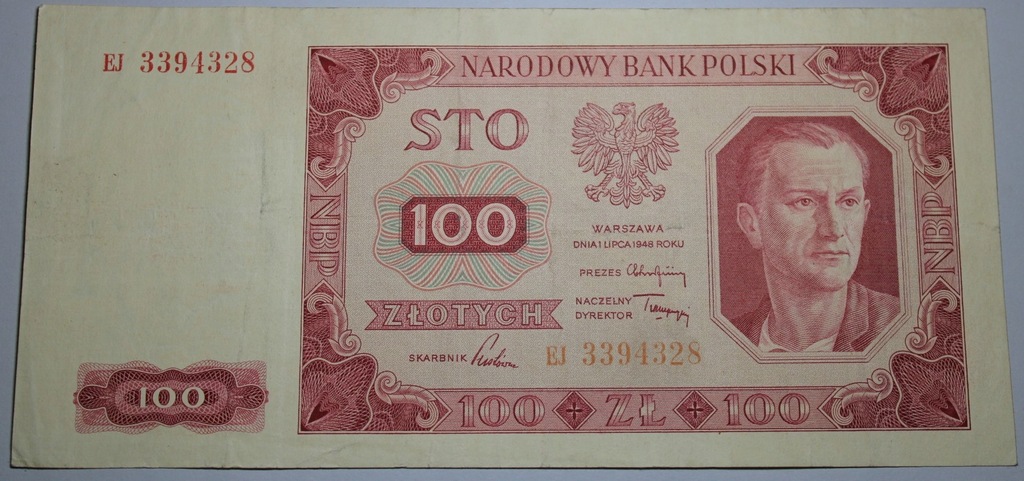 EJ 3394328
NARODOWY BANK POLSKI
STO
100
NBP
NBP
WARSZAWA
DNIA 1 LIPCA 1948 ROKU
PREZES
NACZELNY
DYREKTOR
ZŁOTYCH
SKARBNIK
EJ 3394328
100
100 ZŁ 100